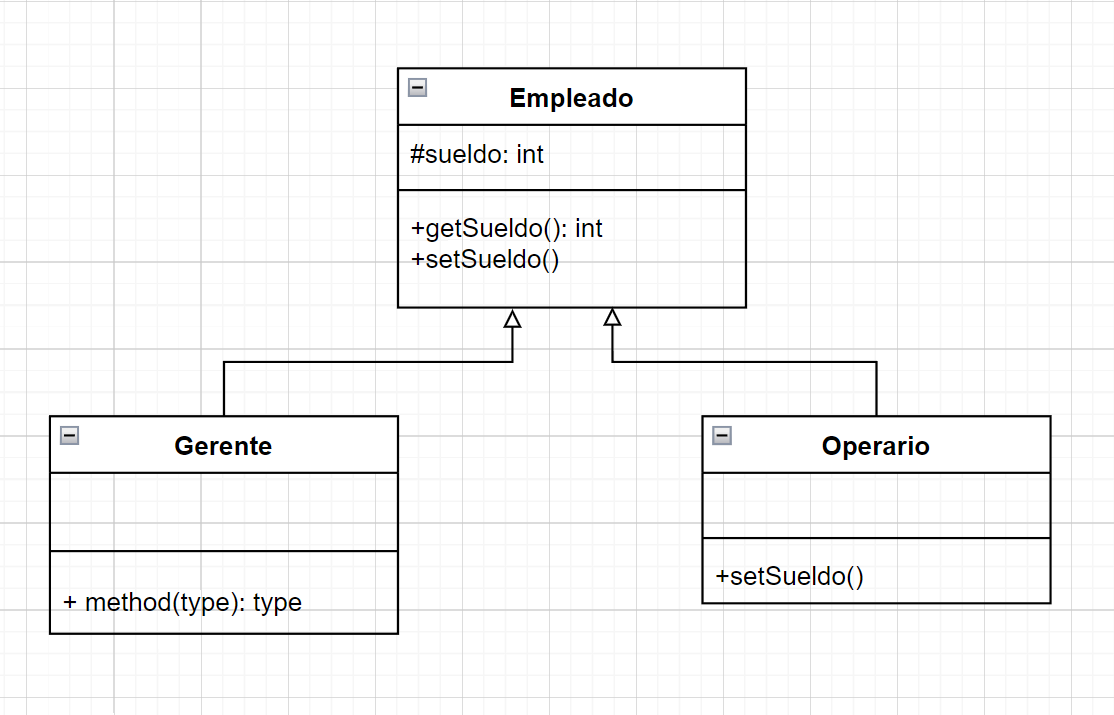 Empleado
#sueldo: int
+getSueldo(): int
+setSueldo()
Gerente
+ method(type): type
Operario
+setSueldo()